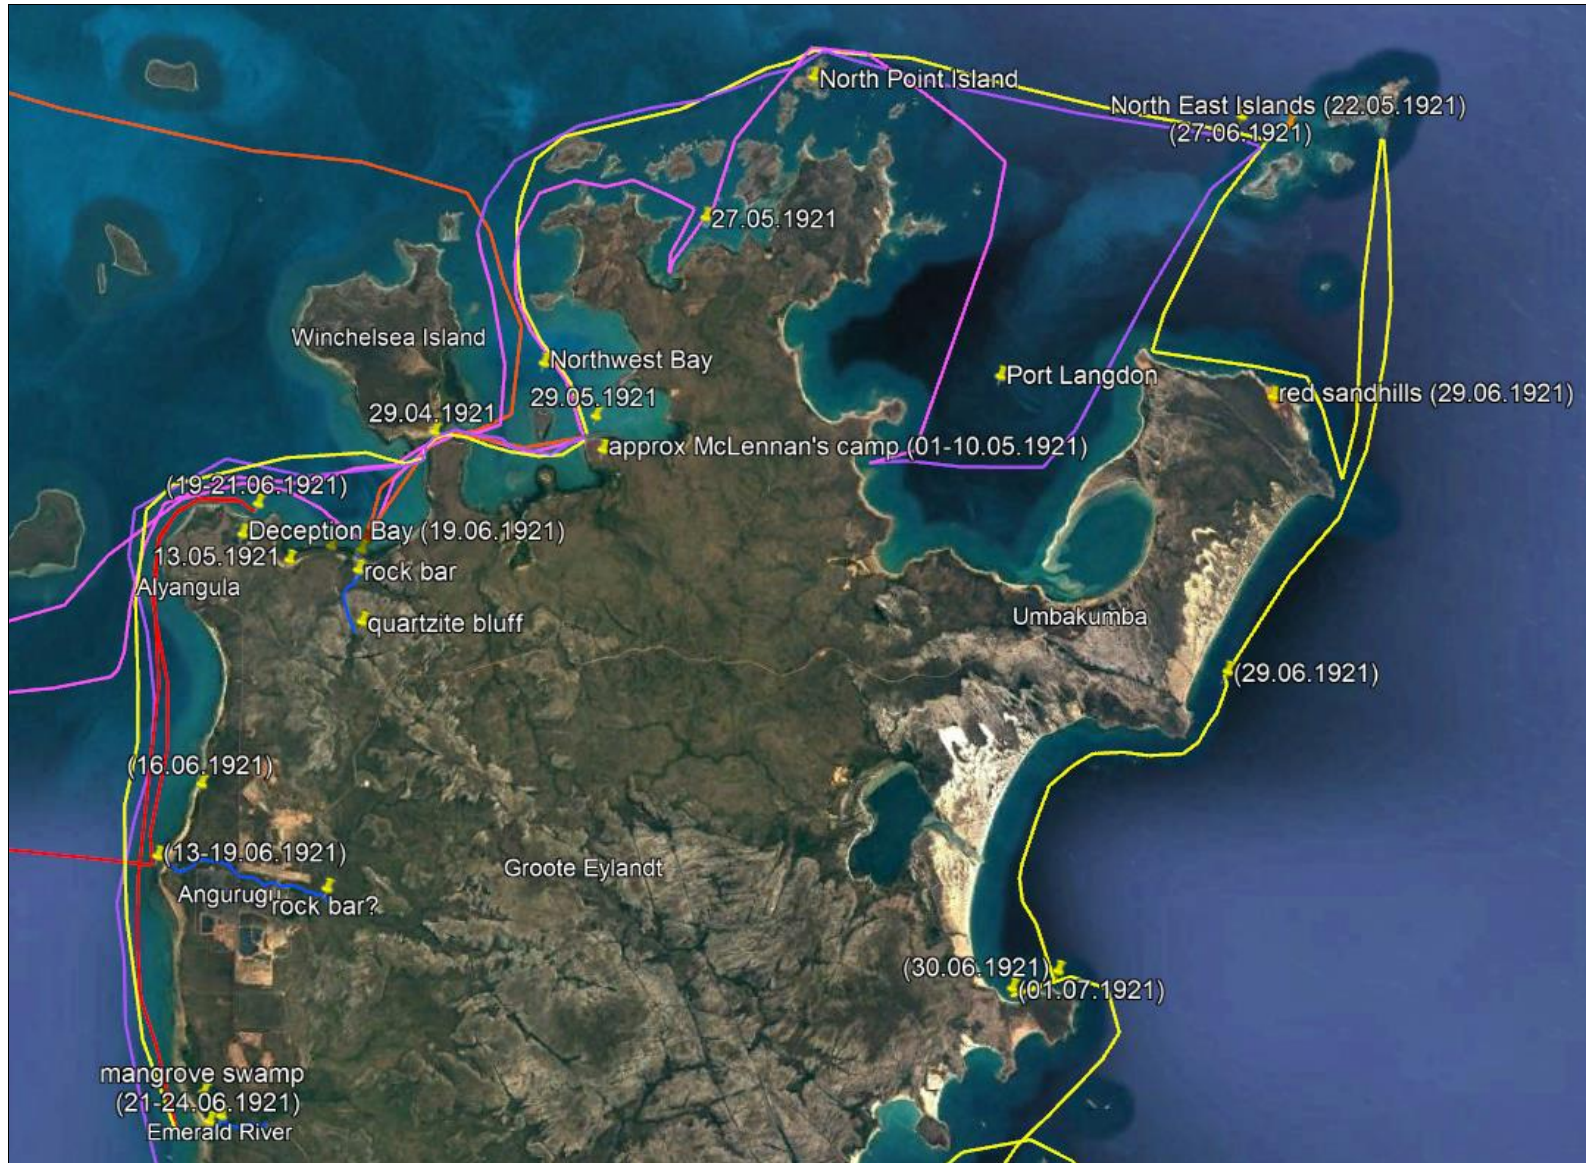 North Point Island
North East Islands (22.05.1921)
(27.06.1921)
27.05.1921
Winchelsea Island
Northwest Bay
Port Langdon
29.05.1921
red sandhills (29.06.1921)
29.04.1921
approx McLennan's camp (01-10.05.1921)
(19-21.06.1921)
Deception Bay (19.06.1921)
13.05.1921
rock bar
Alyangula
quartzite bluff
Umbakumba
(29.06.1921)
(16.06.1921)
(13-19.06.1921)
Groote Eylandt
Angurugu
rock bar?
(30.06.1921)
(01.07.1921)
mangrove swamp
(21-24.06.1921)
Emerald River